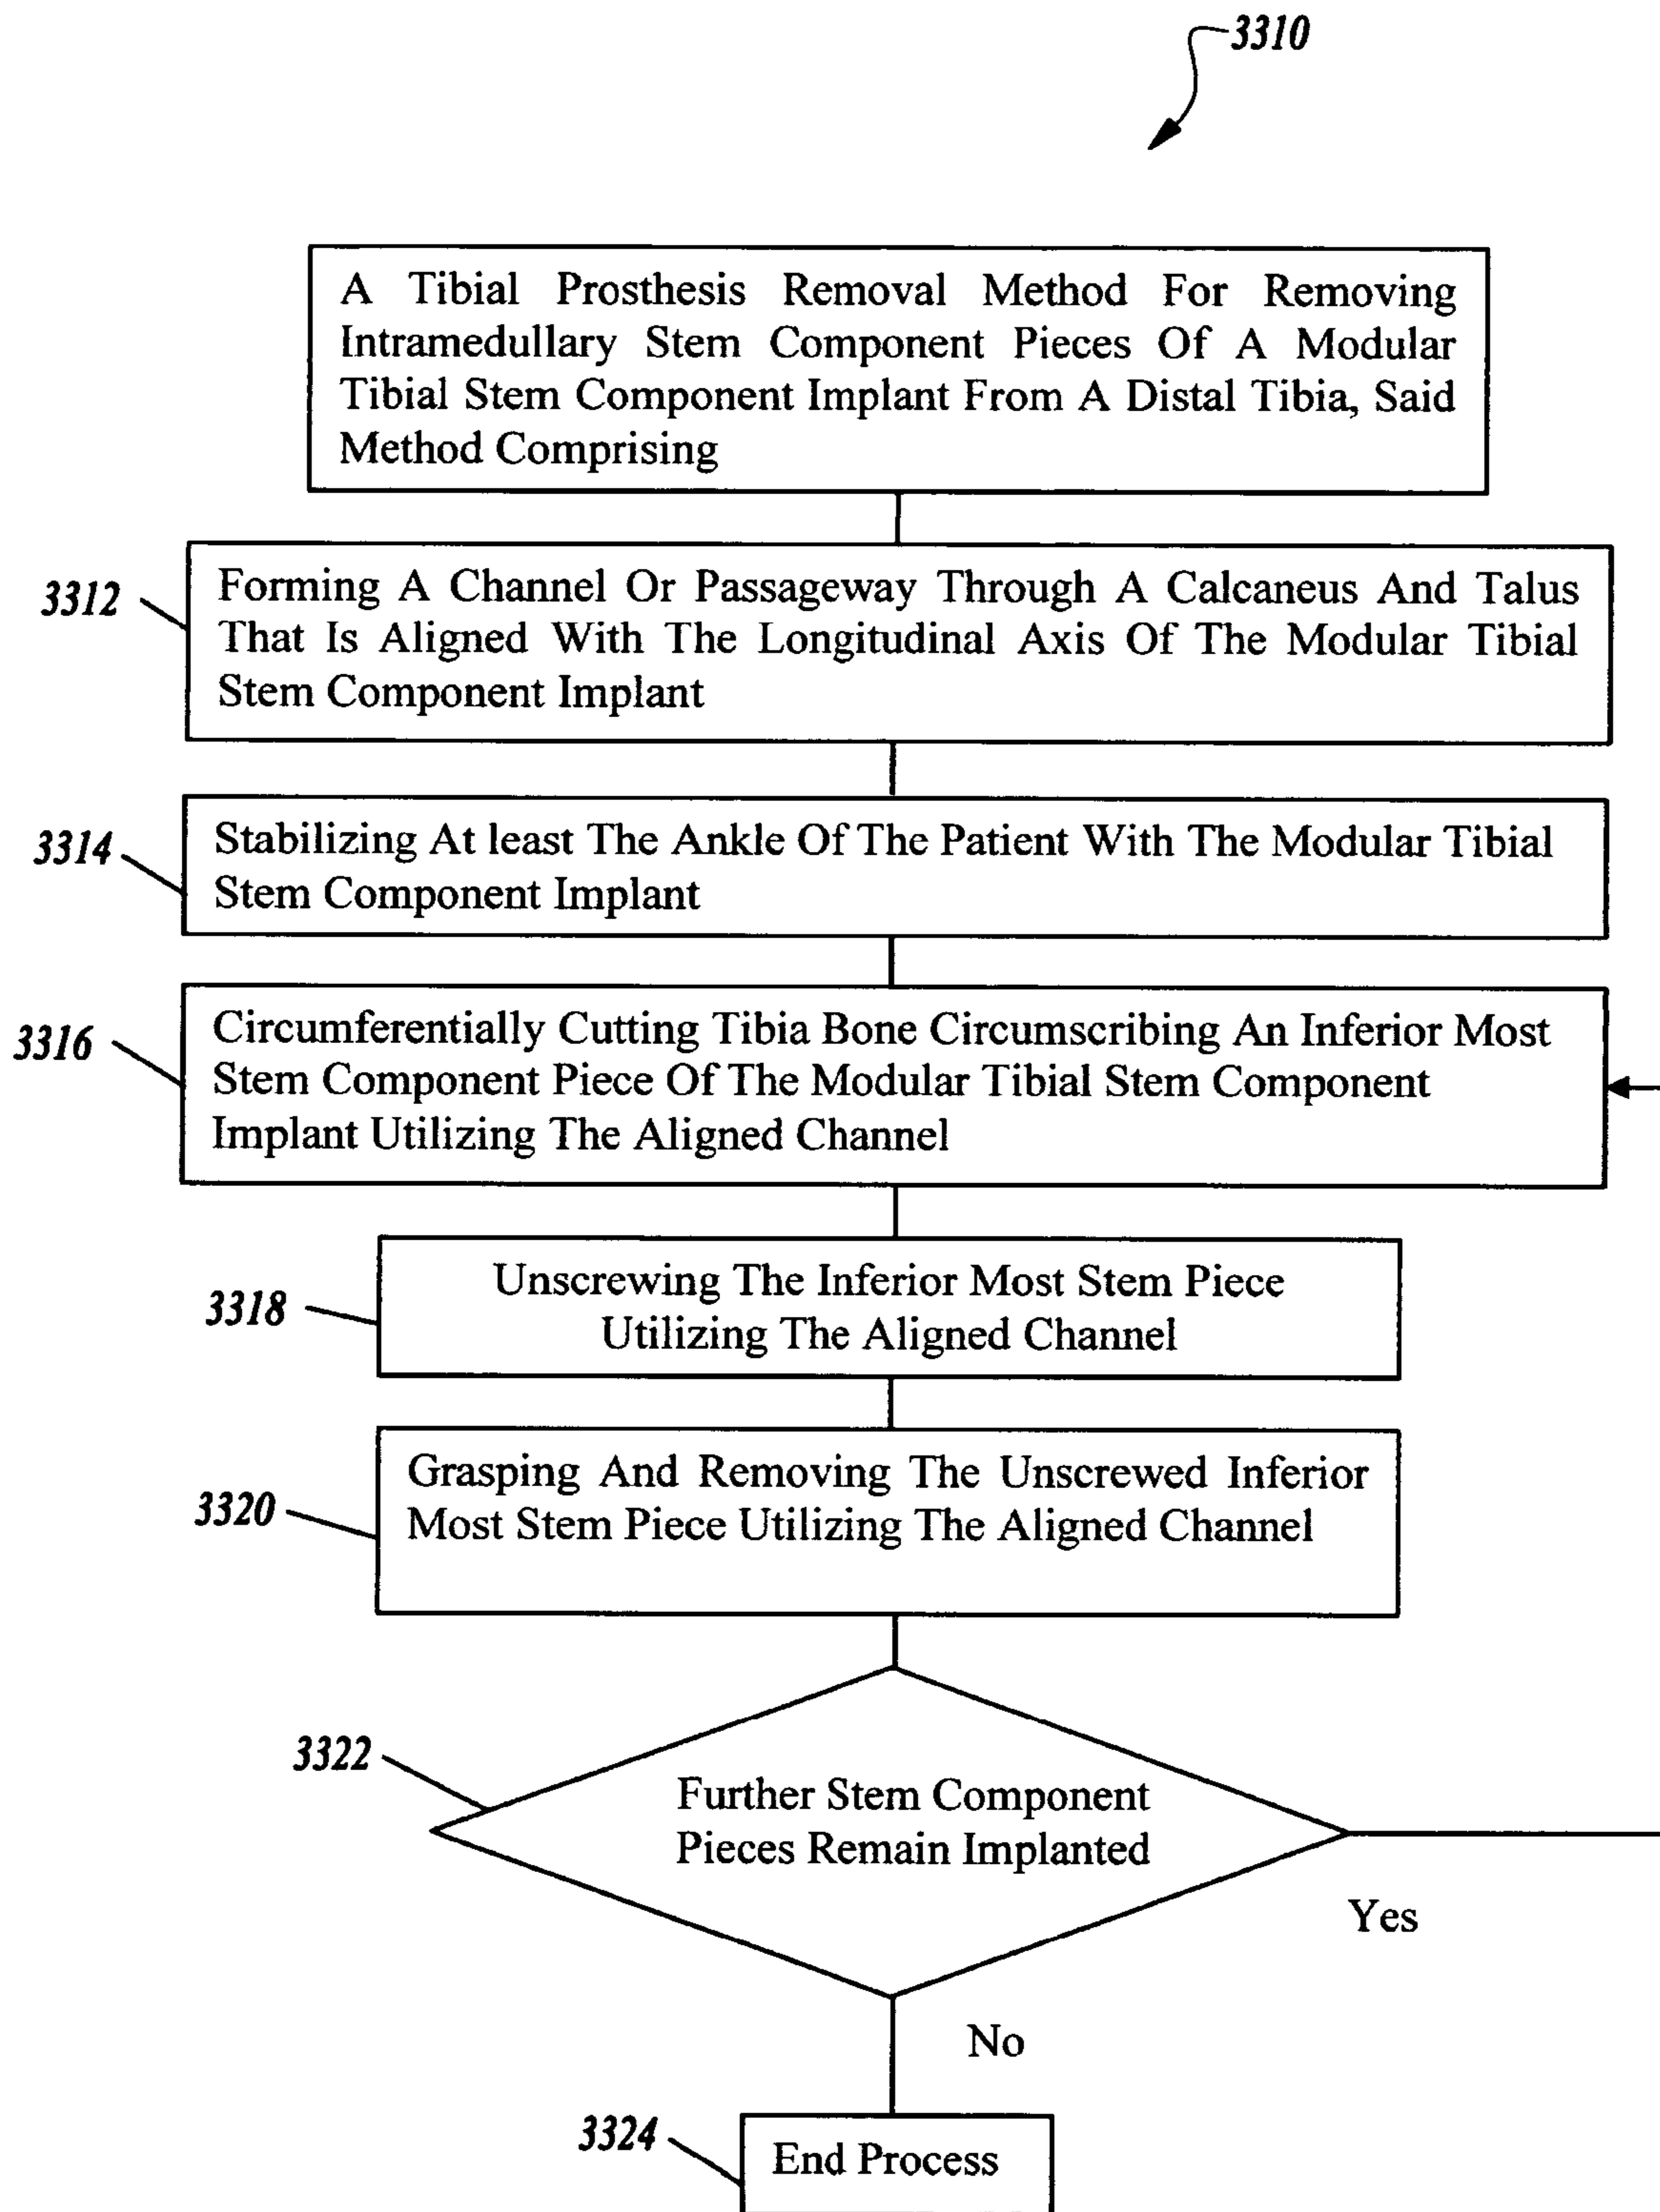 3310
A Tibial Prosthesis Removal Method For Removing
Intramedullary Stem Component Pieces Of A Modular
Tibial Stem Component Implant From A Distal Tibia, Said
Method Comprising
3312
Forming A Channel Or Passageway Through A Calcaneus And Talus
That Is Aligned With The Longitudinal Axis Of The Modular Tibial
Stem Component Implant
3314
Stabilizing At least The Ankle Of The Patient With The Modular Tibial
Stem Component Implant
3316
Circumferentially Cutting Tibia Bone Circumscribing An Inferior Most
Stem Component Piece Of The Modular Tibial Stem Component
Implant Utilizing The Aligned Channel
3318
Unscrewing The Inferior Most Stem Piece
Utilizing The Aligned Channel
3320
Grasping And Removing The Unscrewed Inferior
Most Stem Piece Utilizing The Aligned Channel
3322
Further Stem Component
Pieces Remain Implanted
Yes
No
3324
End Process